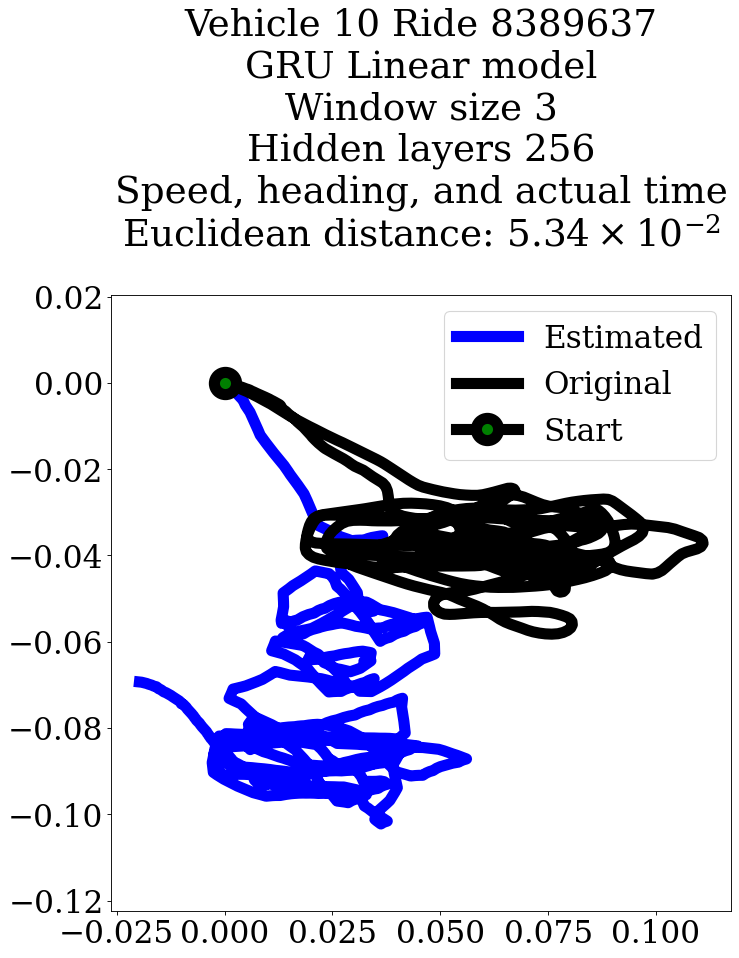 Vehicle 10 Ride 8389637
GRU Linear model
Window size 3
Hidden layers 256
Speed, heading, and actual time
Euclidean distance: 5.34 × 10⁻²
Estimated
Original
Start
0.02
0.00
−0.02
−0.04
−0.06
−0.08
−0.10
−0.12
−0.025 0.000 0.025 0.050 0.075 0.100